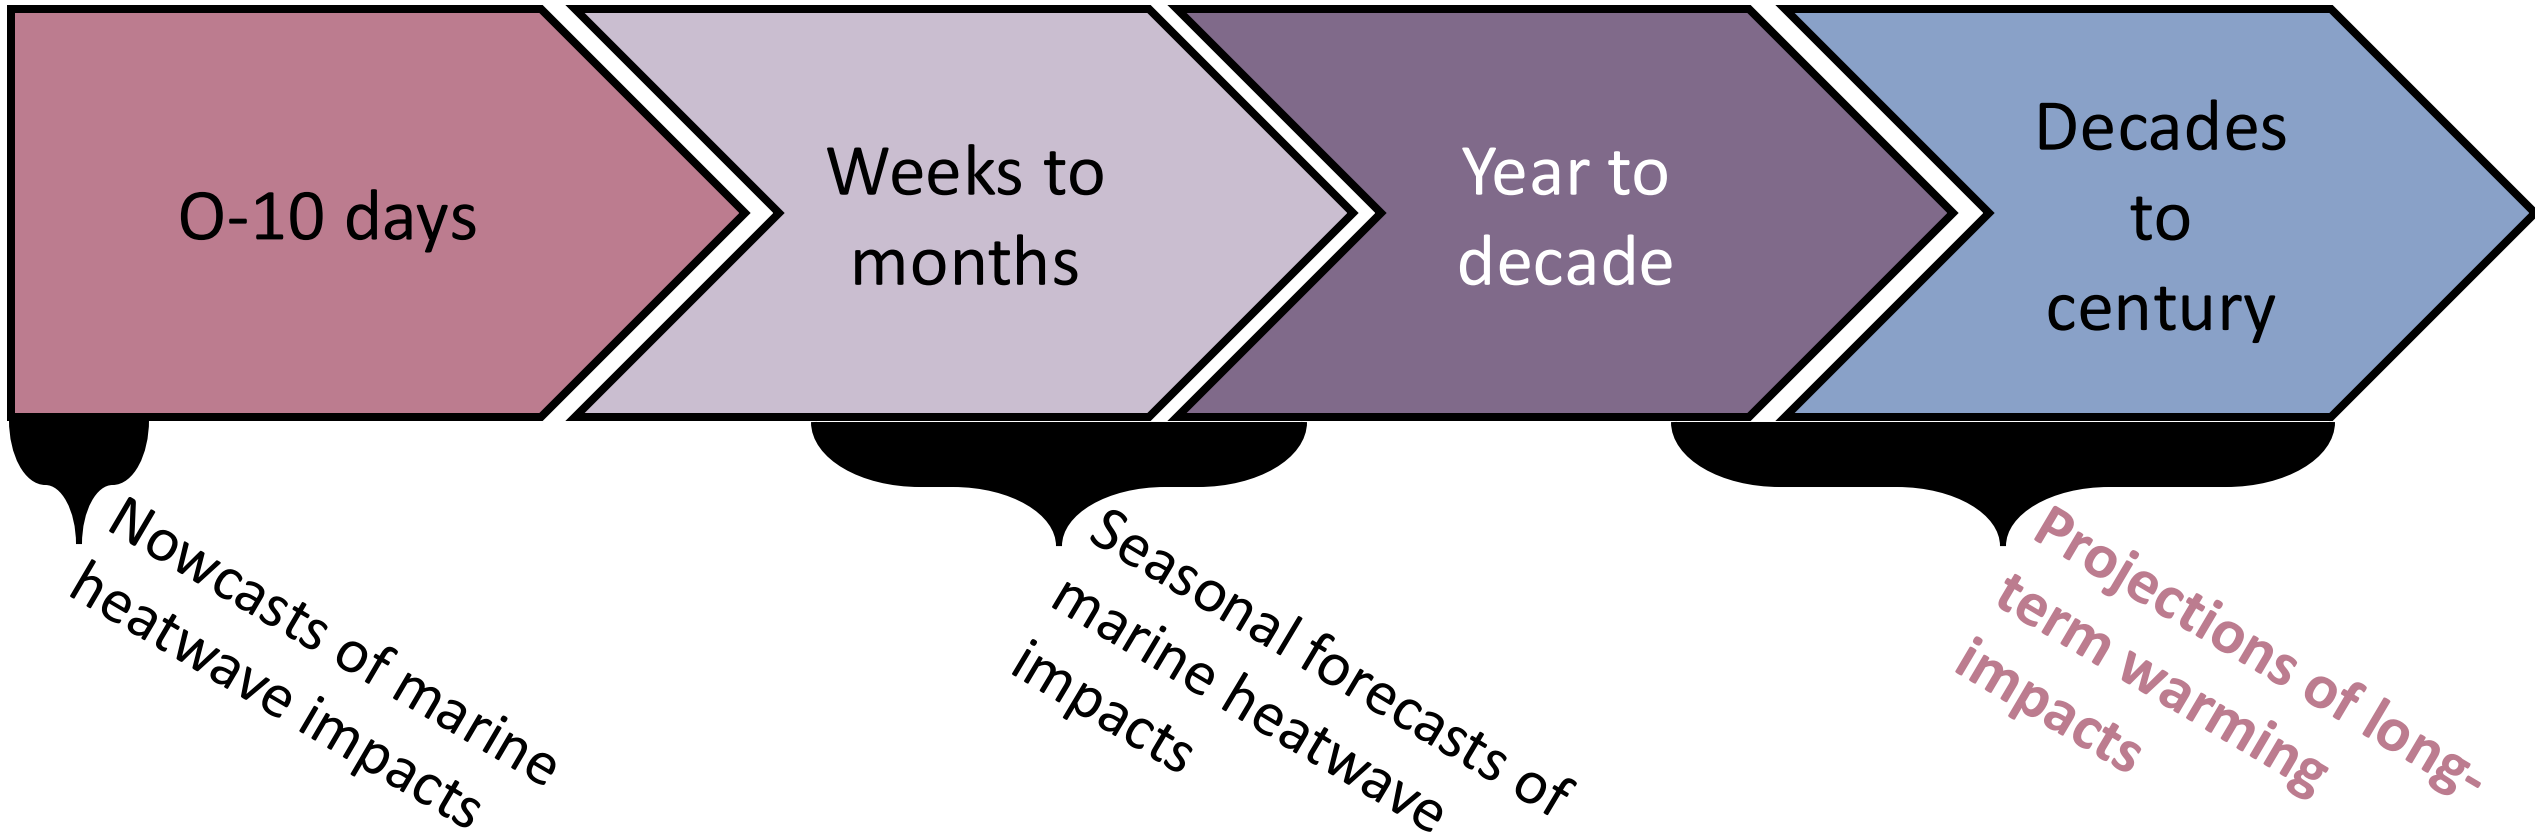 O-10 days
Weeks to
months
Year to
decade
Decades
to
century
Nowcasts of marine
heatwave impacts
Seasonal forecasts of
marine heatwave
impacts
Projections of long-
term warming
impacts